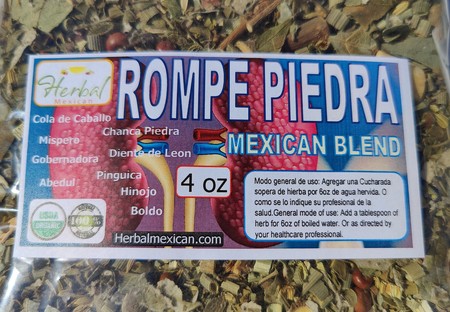 Herbal
Mexican
ROMPE PIEDRA
MEXICAN BLEND
Cola de Caballo
Chanca Piedra
Mispero
Diente de Leon
Gobernadora
Pinguica
Abedul
Hinojo
Boldo
4 oz
Modo general de uso: Agregar una Cucharada
sopera de hierba por 6oz de agua hervida. O
como se lo indique su profesional de la
salud.General mode of use: Add a tablespoon of
herb for 6oz of boiled water. Or as directed by
your healthcare professional.
USDA
ORGANIC
100%
Herbalmexican.com